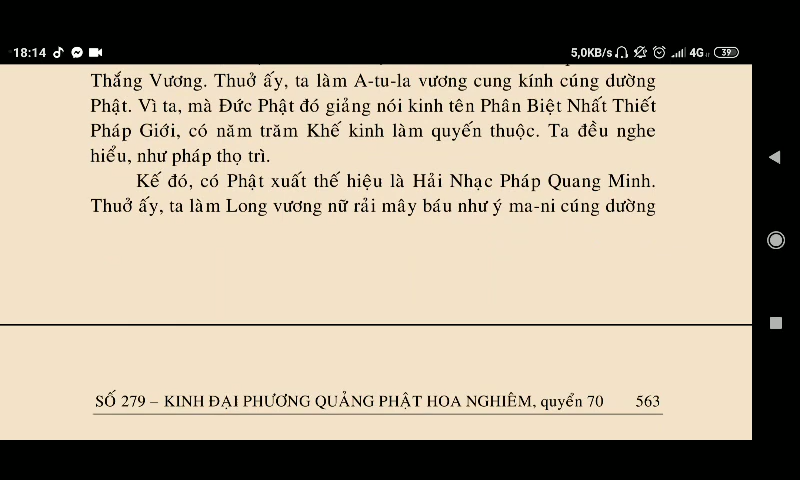 18:14
5,0KB/s
4G
39
Thắng Vương. Thuở ấy, ta làm A-tu-la vương cung kính cúng dường
Phật. Vì ta, mà Đức Phật đó giảng nói kinh tên Phân Biệt Nhất Thiết
Pháp Giới, có năm trăm Khế kinh làm quyến thuộc. Ta đều nghe
hiểu, như pháp thọ trì.
Kế đó, có Phật xuất thế hiệu là Hải Nhạc Pháp Quang Minh.
Thuở ấy, ta làm Long vương nữ rải mây báu như ý ma-ni cúng dường
SỐ 279 – KINH ĐẠI PHƯƠNG QUẢNG PHẬT HOA NGHIÊM, quyển 70 563